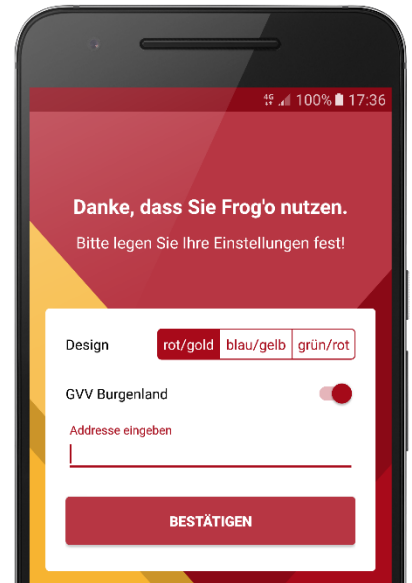 4G 100% 17:36
Danke, dass Sie Frog'o nutzen.
Bitte legen Sie Ihre Einstellungen fest!
Design rot/gold blau/gelb grün/rot
GVV Burgenland
Addresse eingeben
BESTÄTIGEN